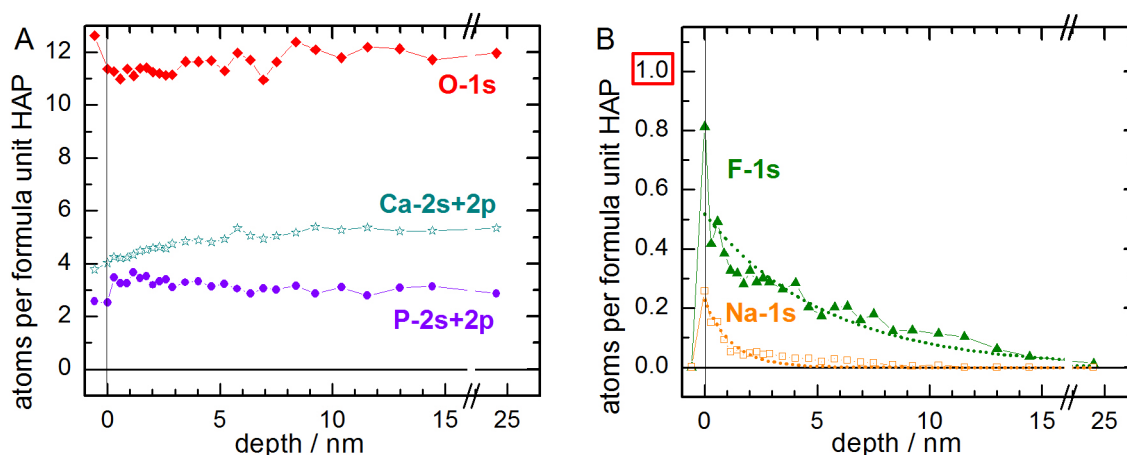 A
atoms per formula unit HAP
12
10
8
6
4
2
0
O-1s
Ca-2s+2p
P-2s+2p
0
5
10
15
25
depth / nm
B
atoms per formula unit HAP
1.0
0.8
0.6
0.4
0.2
0.0
F-1s
Na-1s
0
5
10
15
25
depth / nm